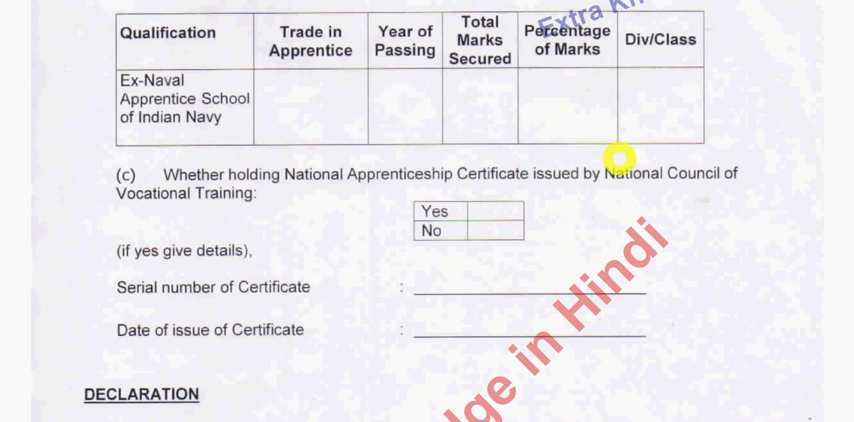 Extra
Qualification Trade in Apprentice Year of Passing Total Marks Secured Percentage of Marks Div/Class
Ex-Naval
Apprentice School
of Indian Navy
(c) Whether holding National Apprenticeship Certificate issued by National Council of
Vocational Training:
Yes
No
(if yes give details),
Serial number of Certificate :
Date of issue of Certificate :
in Hindi
DECLARATION